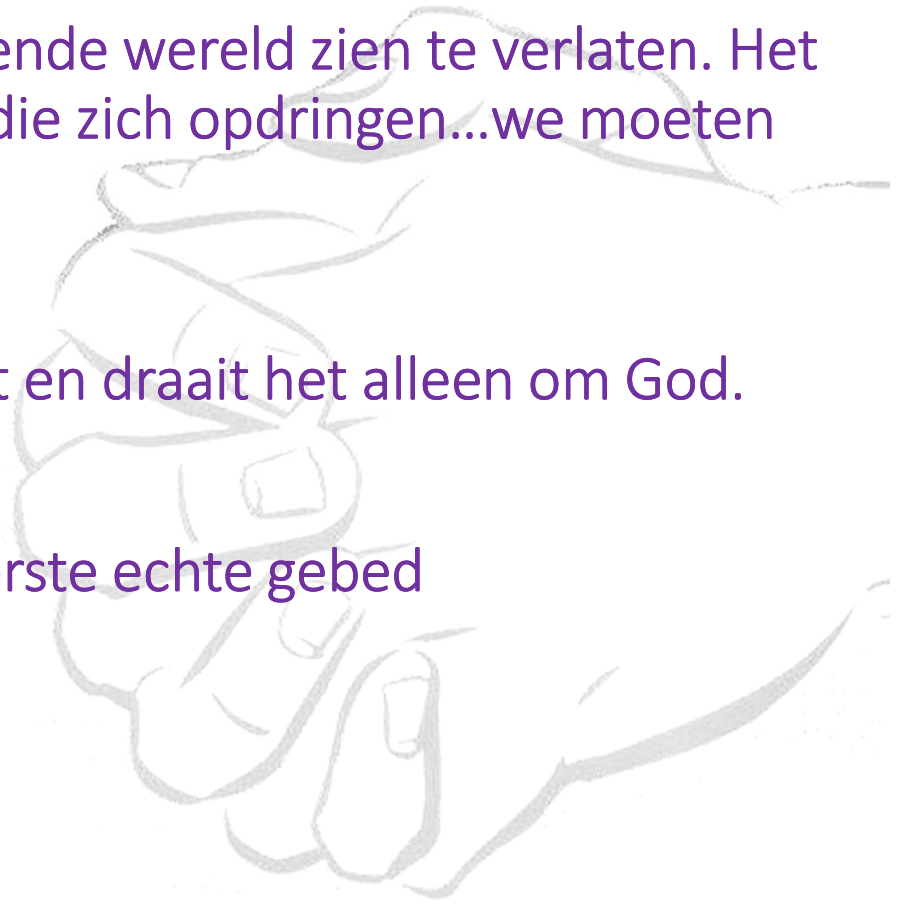 ende wereld zien te verlaten. Het
die zich opdringen...we moeten
t en draait het alleen om God.
rste echte gebed